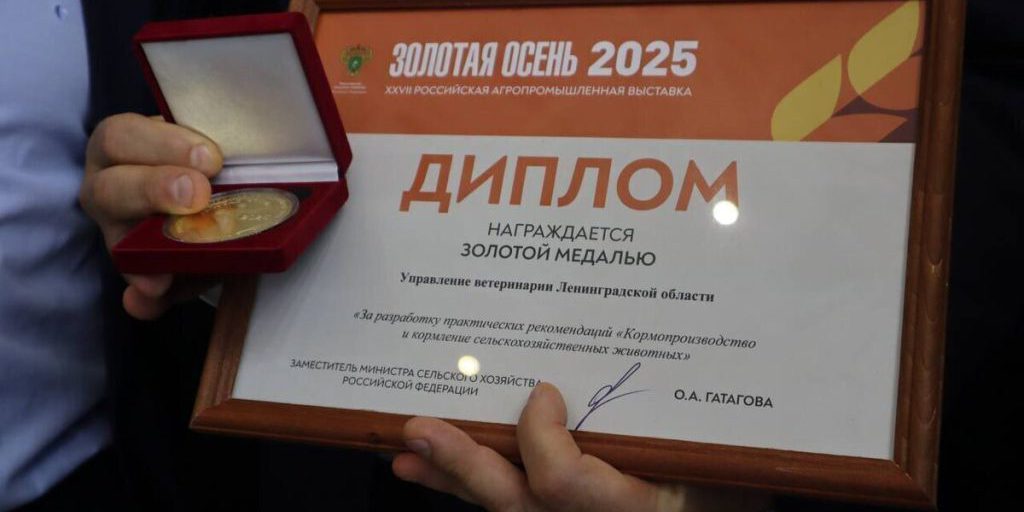 ЗОЛОТАЯ ОСЕНЬ 2025
XXVII РОССИЙСКАЯ АГРОПРОМЫШЛЕННАЯ ВЫСТАВКА
ДИПЛОМ
НАГРАЖДАЕТСЯ
ЗОЛОТОЙ МЕДАЛЬЮ
Управление ветеринарии Ленинградской области
«За разработку практических рекомендаций «Кормопроизводство
и кормление сельскохозяйственных животных»
ЗАМЕСТИТЕЛЬ МИНИСТРА СЕЛЬСКОГО ХОЗЯЙСТВА
РОССИЙСКОЙ ФЕДЕРАЦИИ
О.А. ГАТАГОВА